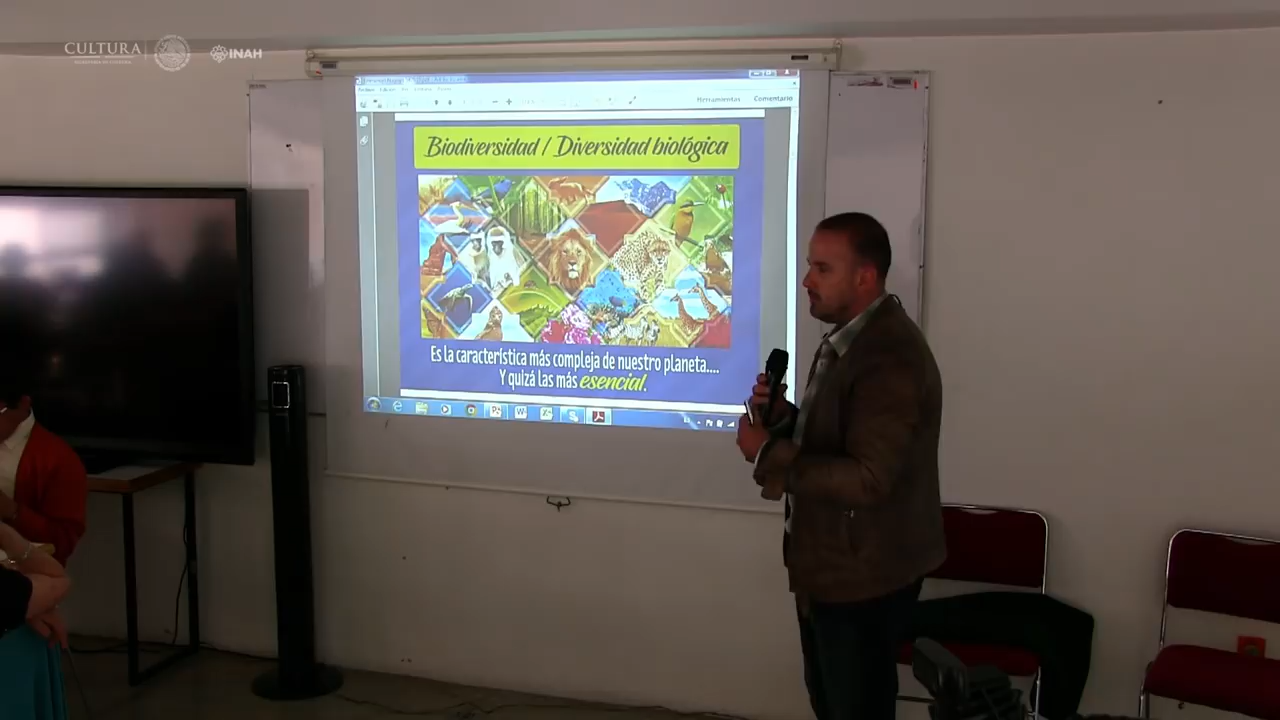 CULTURA
INAH
Herramientas
Comentario
Biodiversidad / Diversidad biológica
Es la característica más compleja de nuestro planeta....
Y quizá las más esencial.